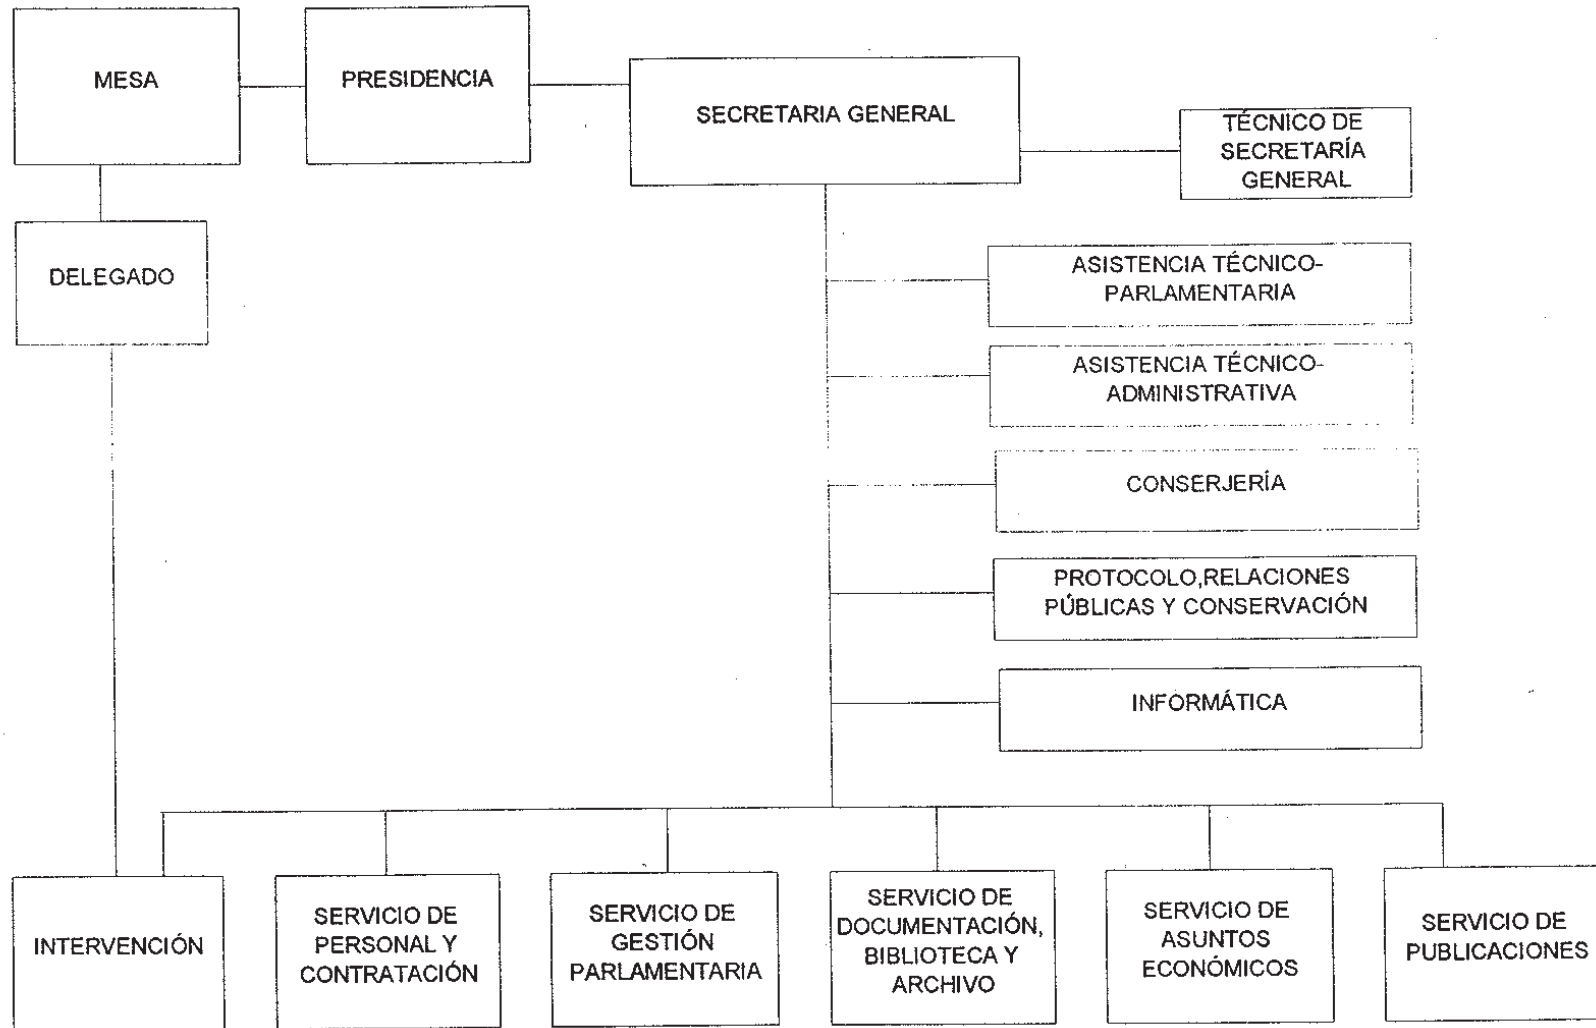 MESA
PRESIDENCIA
SECRETARIA GENERAL
TÉCNICO DE
SECRETARÍA
GENERAL
DELEGADO
ASISTENCIA TÉCNICO-
PARLAMENTARIA
ASISTENCIA TÉCNICO-
ADMINISTRATIVA
CONSERJERÍA
PROTOCOLO,RELACIONES
PÚBLICAS Y CONSERVACIÓN
INFORMÁTICA
INTERVENCIÓN
SERVICIO DE
PERSONAL Y
CONTRATACIÓN
SERVICIO DE
GESTIÓN
PARLAMENTARIA
SERVICIO DE
DOCUMENTACIÓN,
BIBLIOTECA Y
ARCHIVO
SERVICIO DE
ASUNTOS
ECONÓMICOS
SERVICIO DE
PUBLICACIONES